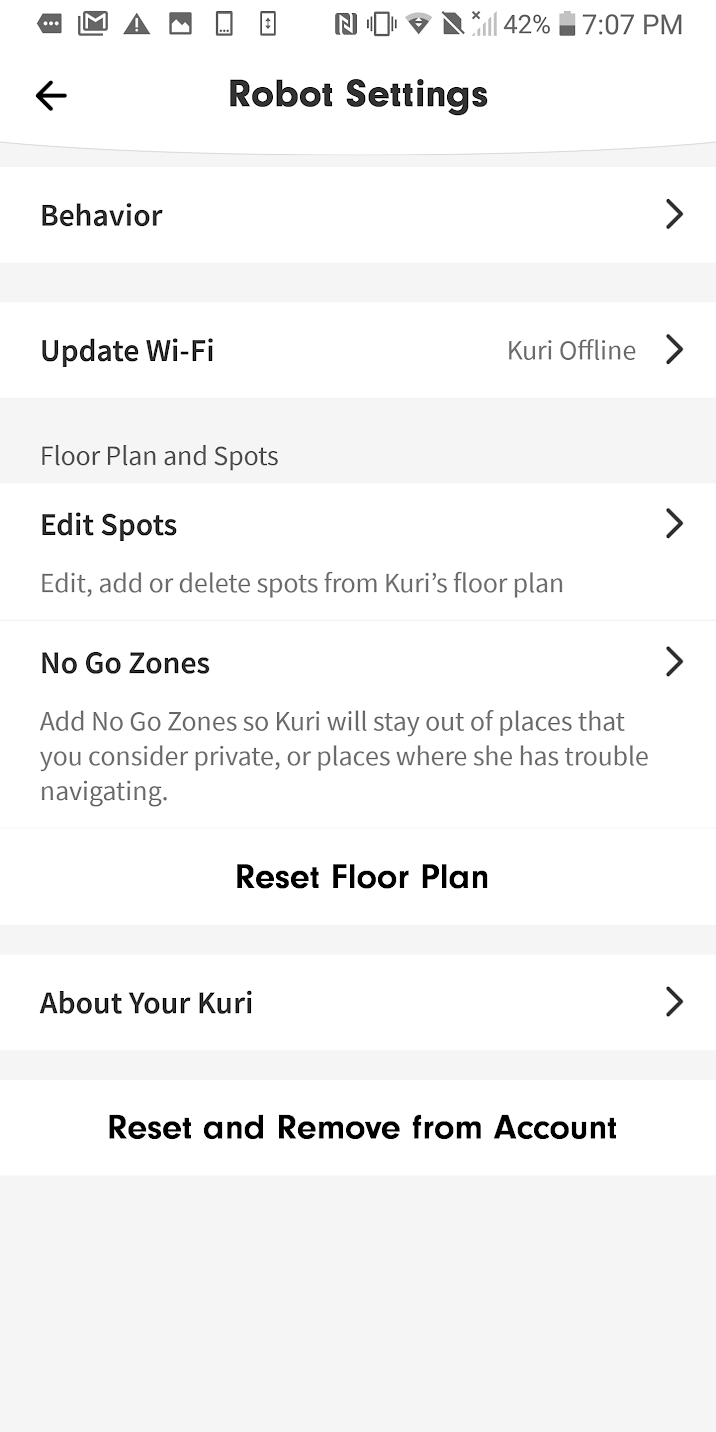 42% 7:07 PM
Robot Settings
Behavior
Update Wi-Fi Kuri Offline
Floor Plan and Spots
Edit Spots
Edit, add or delete spots from Kuri’s floor plan
No Go Zones
Add No Go Zones so Kuri will stay out of places that
you consider private, or places where she has trouble
navigating.
Reset Floor Plan
About Your Kuri
Reset and Remove from Account